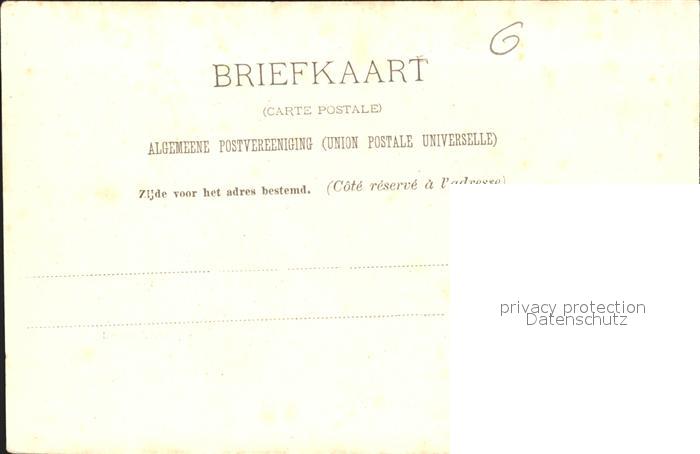 6
BRIEFKAART
(CARTE POSTALE)
ALGEMEENE POSTVEREENIGING (UNION POSTALE UNIVERSELLE)
Zijde voor het adres bestemd. (Côté réservé à l'adresse)
privacy protection
Datenschutz